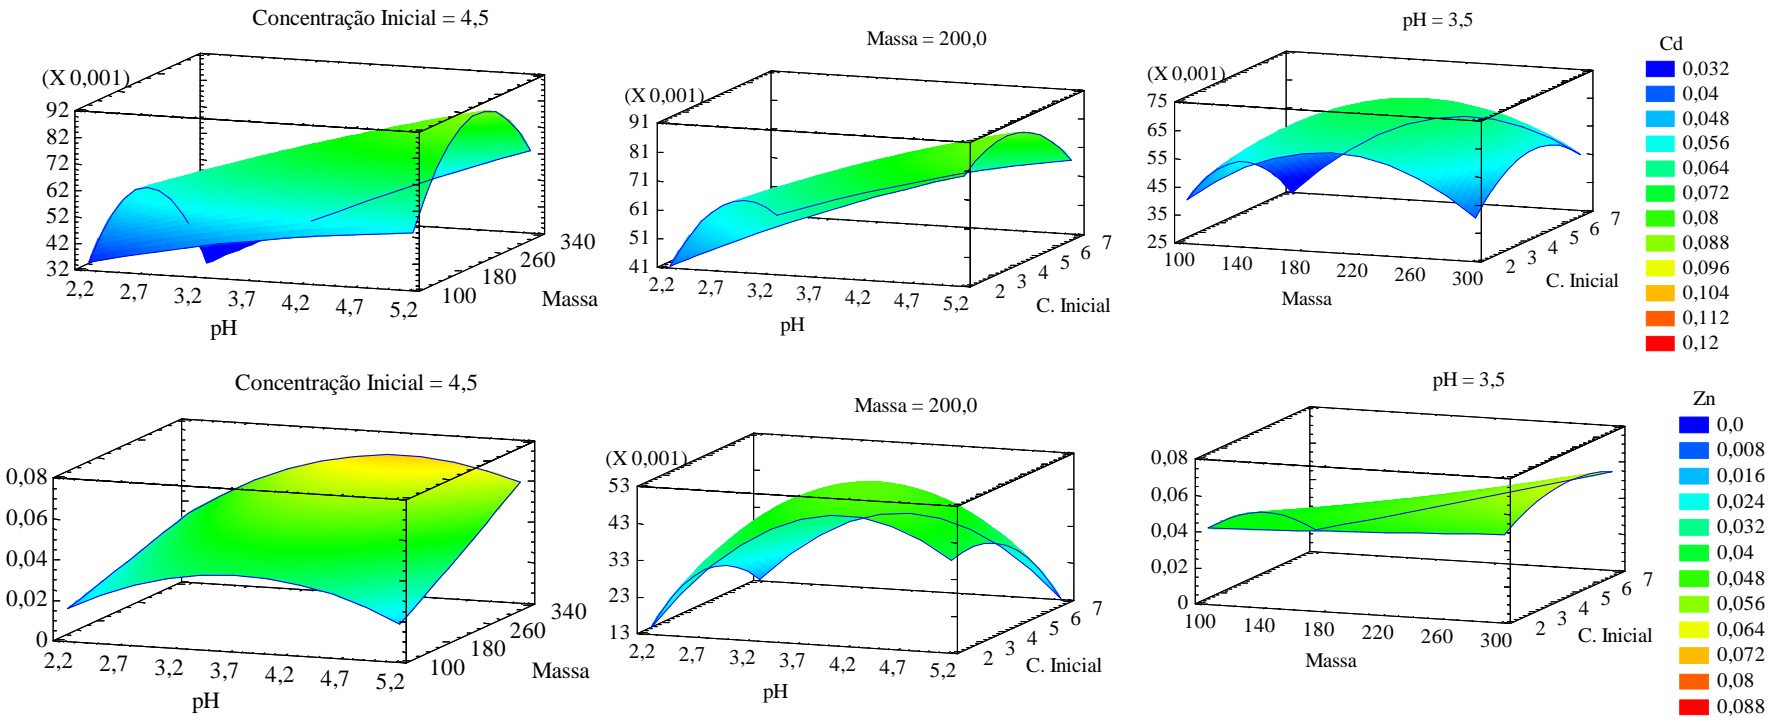 Concentração Inicial = 4,5
(X 0,001)
92
82
72
62
52
42
32
2,2 2,7 3,2 3,7 4,2 4,7 5,2
pH
100 180 260 340
Massa
Massa = 200,0
(X 0,001)
91
81
71
61
51
41
2,2 2,7 3,2 3,7 4,2 4,7 5,2
pH
2 3 4 5 6 7
C. Inicial
pH = 3,5
(X 0,001)
75
65
55
45
35
25
100 140 180 220 260 300
Massa
2 3 4 5 6 7
C. Inicial
Cd
0,032
0,04
0,048
0,056
0,064
0,072
0,08
0,088
0,096
0,104
0,112
0,12
Concentração Inicial = 4,5
0,08
0,06
0,04
0,02
0
2,2 2,7 3,2 3,7 4,2 4,7 5,2
pH
100 180 260 340
Massa
Massa = 200,0
(X 0,001)
53
43
33
23
13
2,2 2,7 3,2 3,7 4,2 4,7 5,2
pH
2 3 4 5 6 7
C. Inicial
pH = 3,5
0,08
0,06
0,04
0,02
0
100 140 180 220 260 300
Massa
2 3 4 5 6 7
C. Inicial
Zn
0,0
0,008
0,016
0,024
0,032
0,04
0,048
0,056
0,064
0,072
0,08
0,088